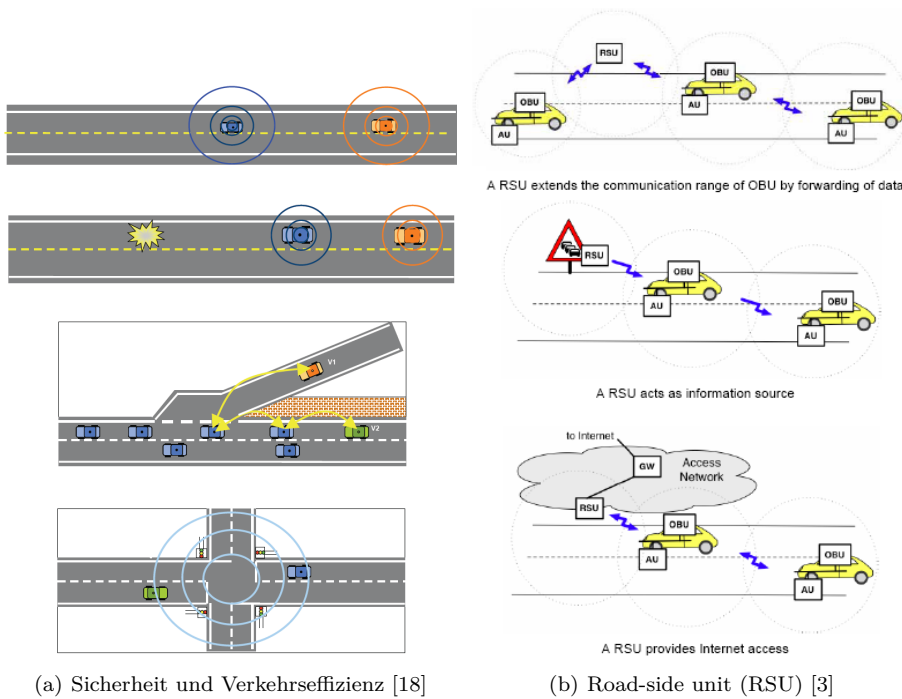 V1
V2
(a) Sicherheit und Verkehrseffizienz [18]
RSU
OBU
OBU
AU
OBU
AU
AU
A RSU extends the communication range of OBU by forwarding of data
RSU
OBU
AU
OBU
AU
A RSU acts as information source
to Internet
GW
Access
Network
RSU
OBU
AU
OBU
AU
A RSU provides Internet access
(b) Road-side unit (RSU) [3]